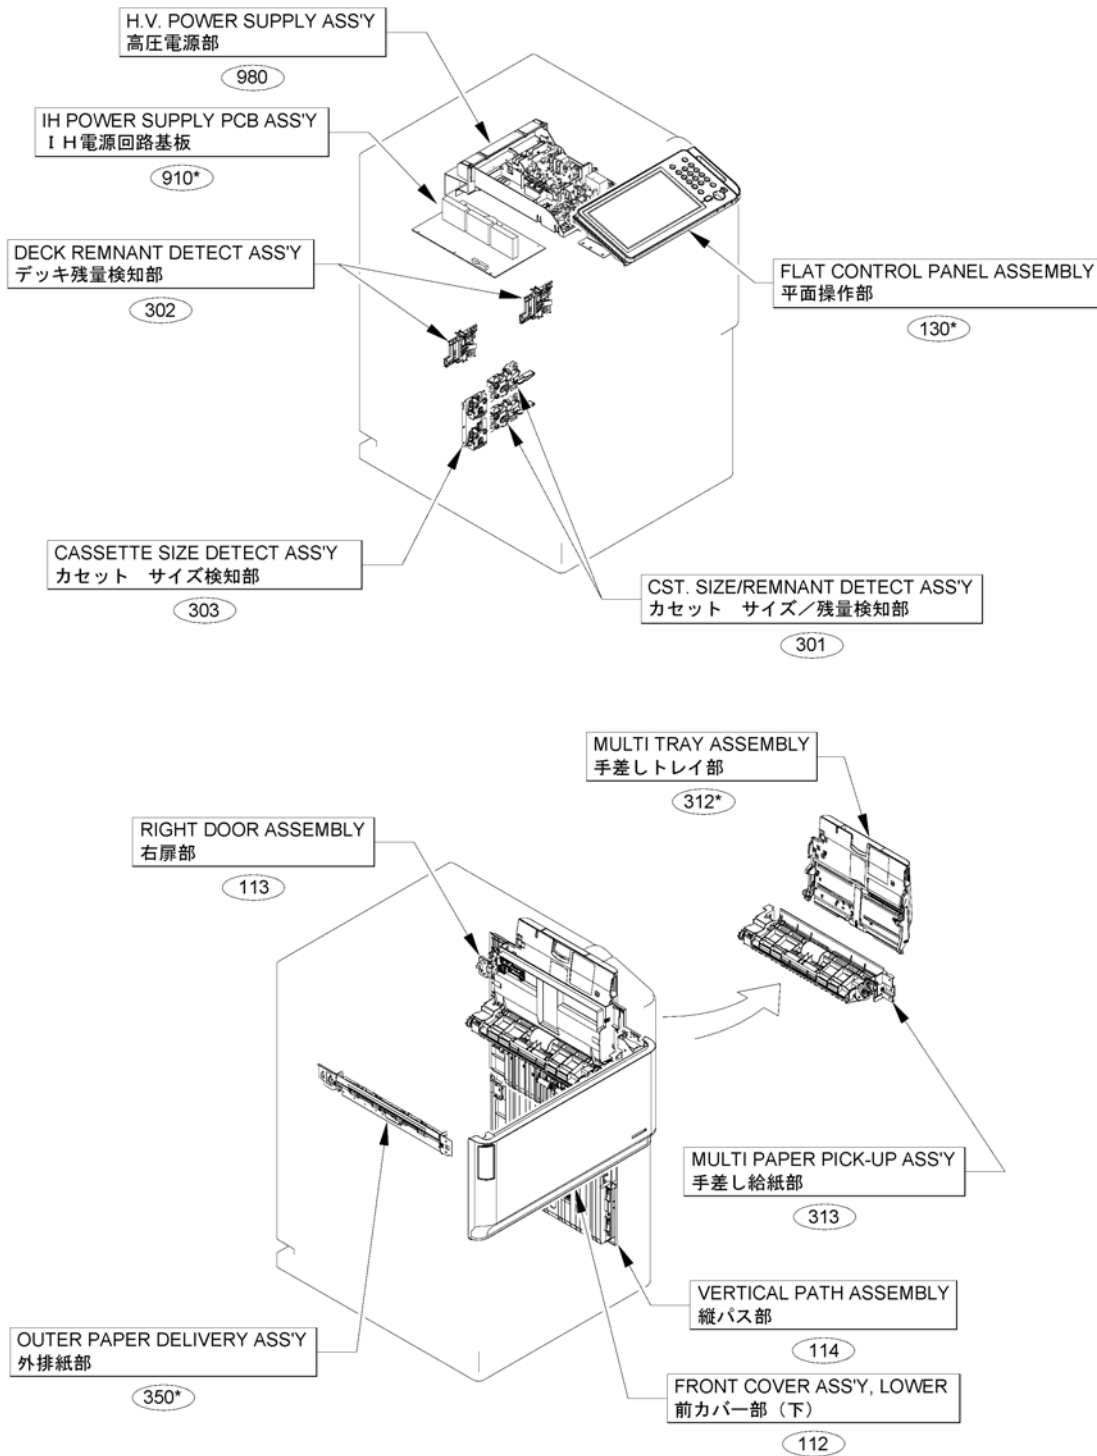 H.V. POWER SUPPLY ASS'Y
高圧電源部
980
IH POWER SUPPLY PCB ASS'Y
ＩＨ電源回路基板
910*
DECK REMNANT DETECT ASS'Y
デッキ残量検知部
302
FLAT CONTROL PANEL ASSEMBLY
平面操作部
130*
CASSETTE SIZE DETECT ASS'Y
カセット　サイズ検知部
303
CST. SIZE/REMNANT DETECT ASS'Y
カセット　サイズ／残量検知部
301
MULTI TRAY ASSEMBLY
手差しトレイ部
312*
RIGHT DOOR ASSEMBLY
右扉部
113
MULTI PAPER PICK-UP ASS'Y
手差し給紙部
313
VERTICAL PATH ASSEMBLY
縦パス部
114
OUTER PAPER DELIVERY ASS'Y
外排紙部
350*
FRONT COVER ASS'Y, LOWER
前カバー部（下）
112